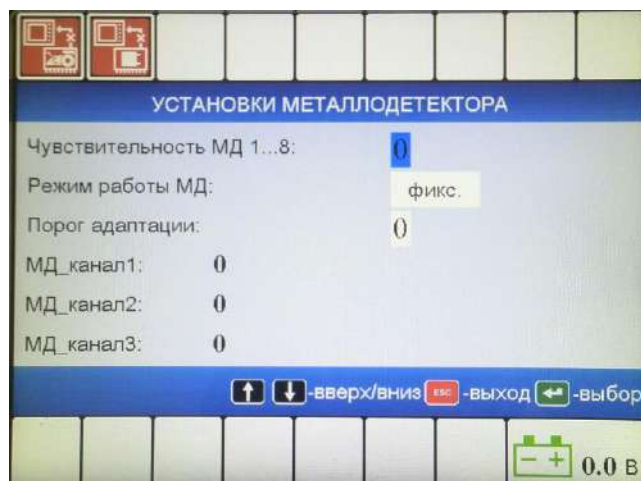 УСТАНОВКИ МЕТАЛЛОДЕТЕКТОРА
Чувствительность МД 1...8: 0
Режим работы МД: фикс.
Порог адаптации: 0
МД_канал1: 0
МД_канал2: 0
МД_канал3: 0
-вверх/вниз ESC -выход -выбор
0.0 В